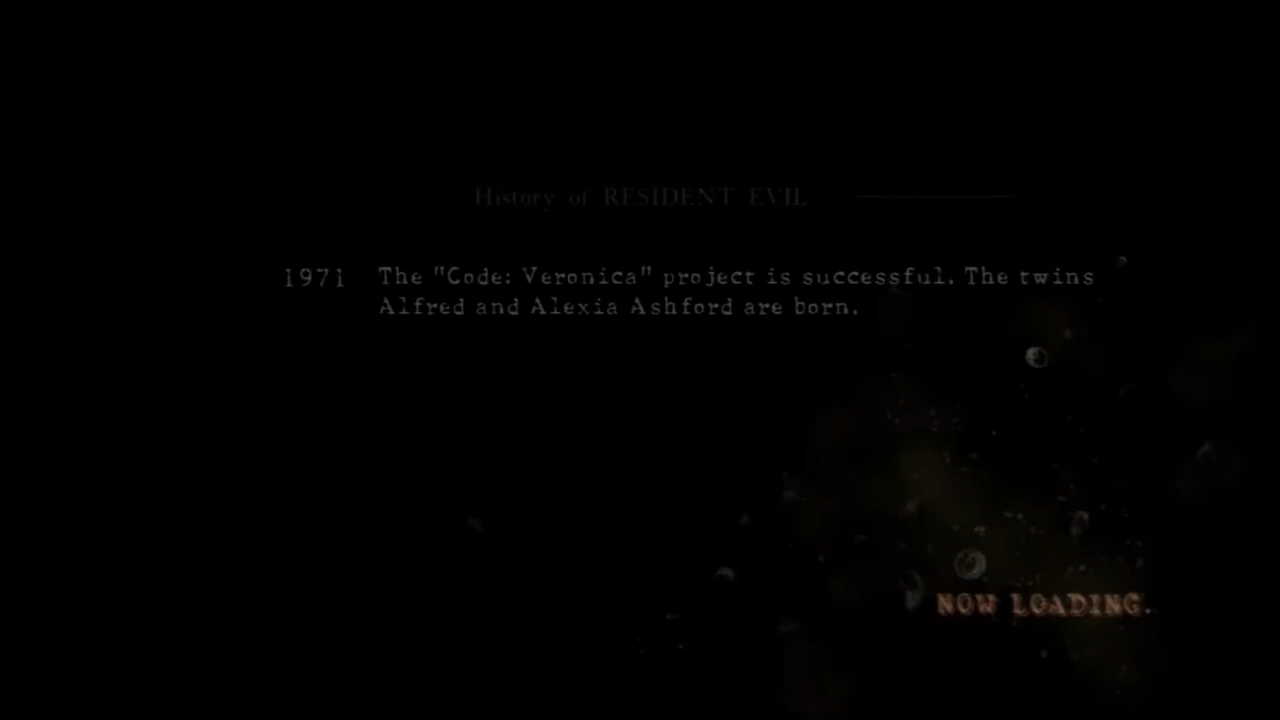 History of RESIDENT EVIL
1971 The "Code: Veronica" project is successful. The twins
Alfred and Alexia Ashford are born.
NOW LOADING.